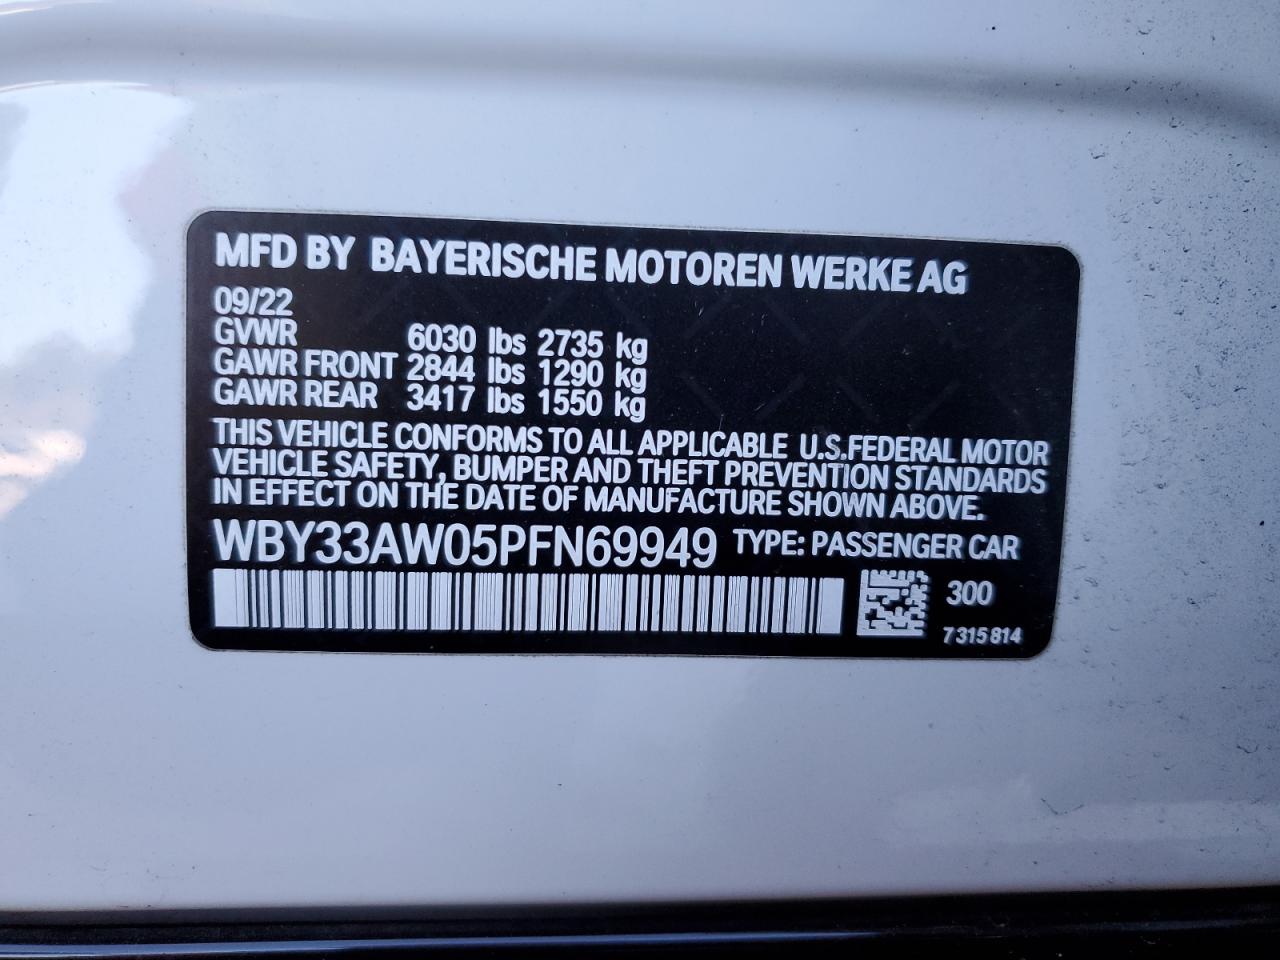 MFD BY BAYERISCHE MOTOREN WERKE AG
09/22
GVWR 6030 lbs 2735 kg
GAWR FRONT 2844 lbs 1290 kg
GAWR REAR 3417 lbs 1550 kg
THIS VEHICLE CONFORMS TO ALL APPLICABLE U.S.FEDERAL MOTOR
VEHICLE SAFETY, BUMPER AND THEFT PREVENTION STANDARDS
IN EFFECT ON THE DATE OF MANUFACTURE SHOWN ABOVE.
WBY33AW05PFN69949 TYPE: PASSENGER CAR
300
7 315 814